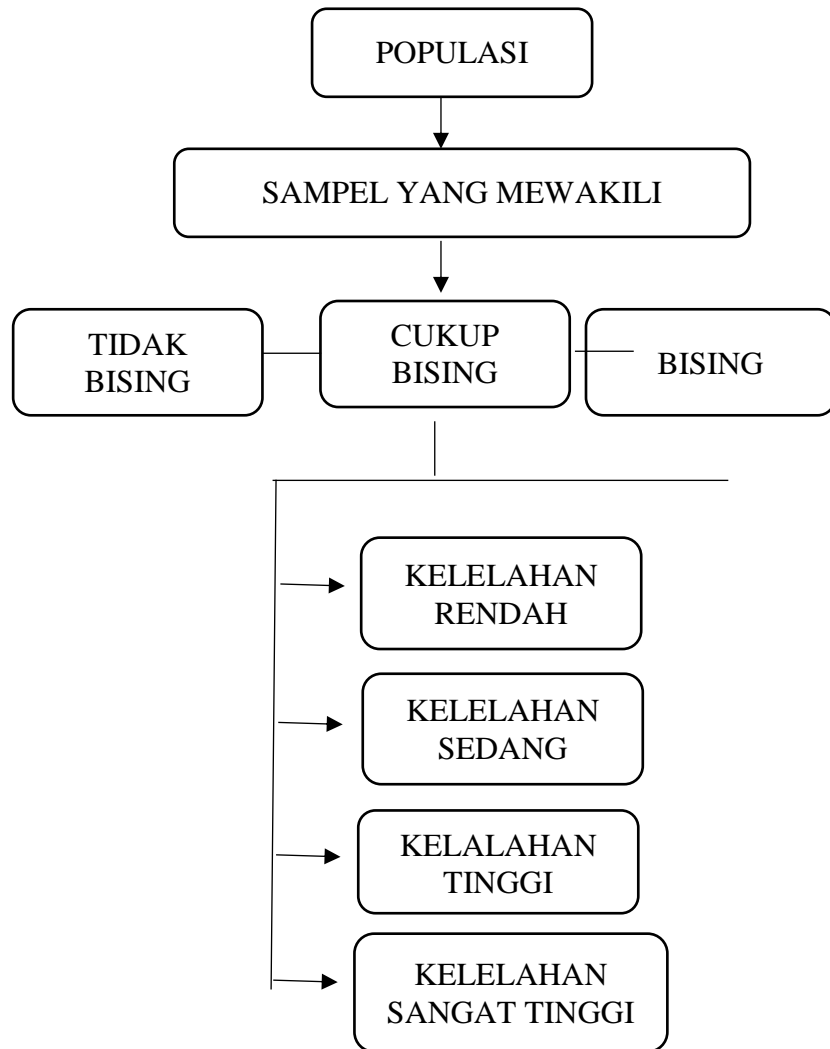 POPULASI
SAMPEL YANG MEWAKILI
TIDAK
BISING
CUKUP
BISING
BISING
KELELAHAN
RENDAH
KELELAHAN
SEDANG
KELALAHAN
TINGGI
KELELAHAN
SANGAT TINGGI